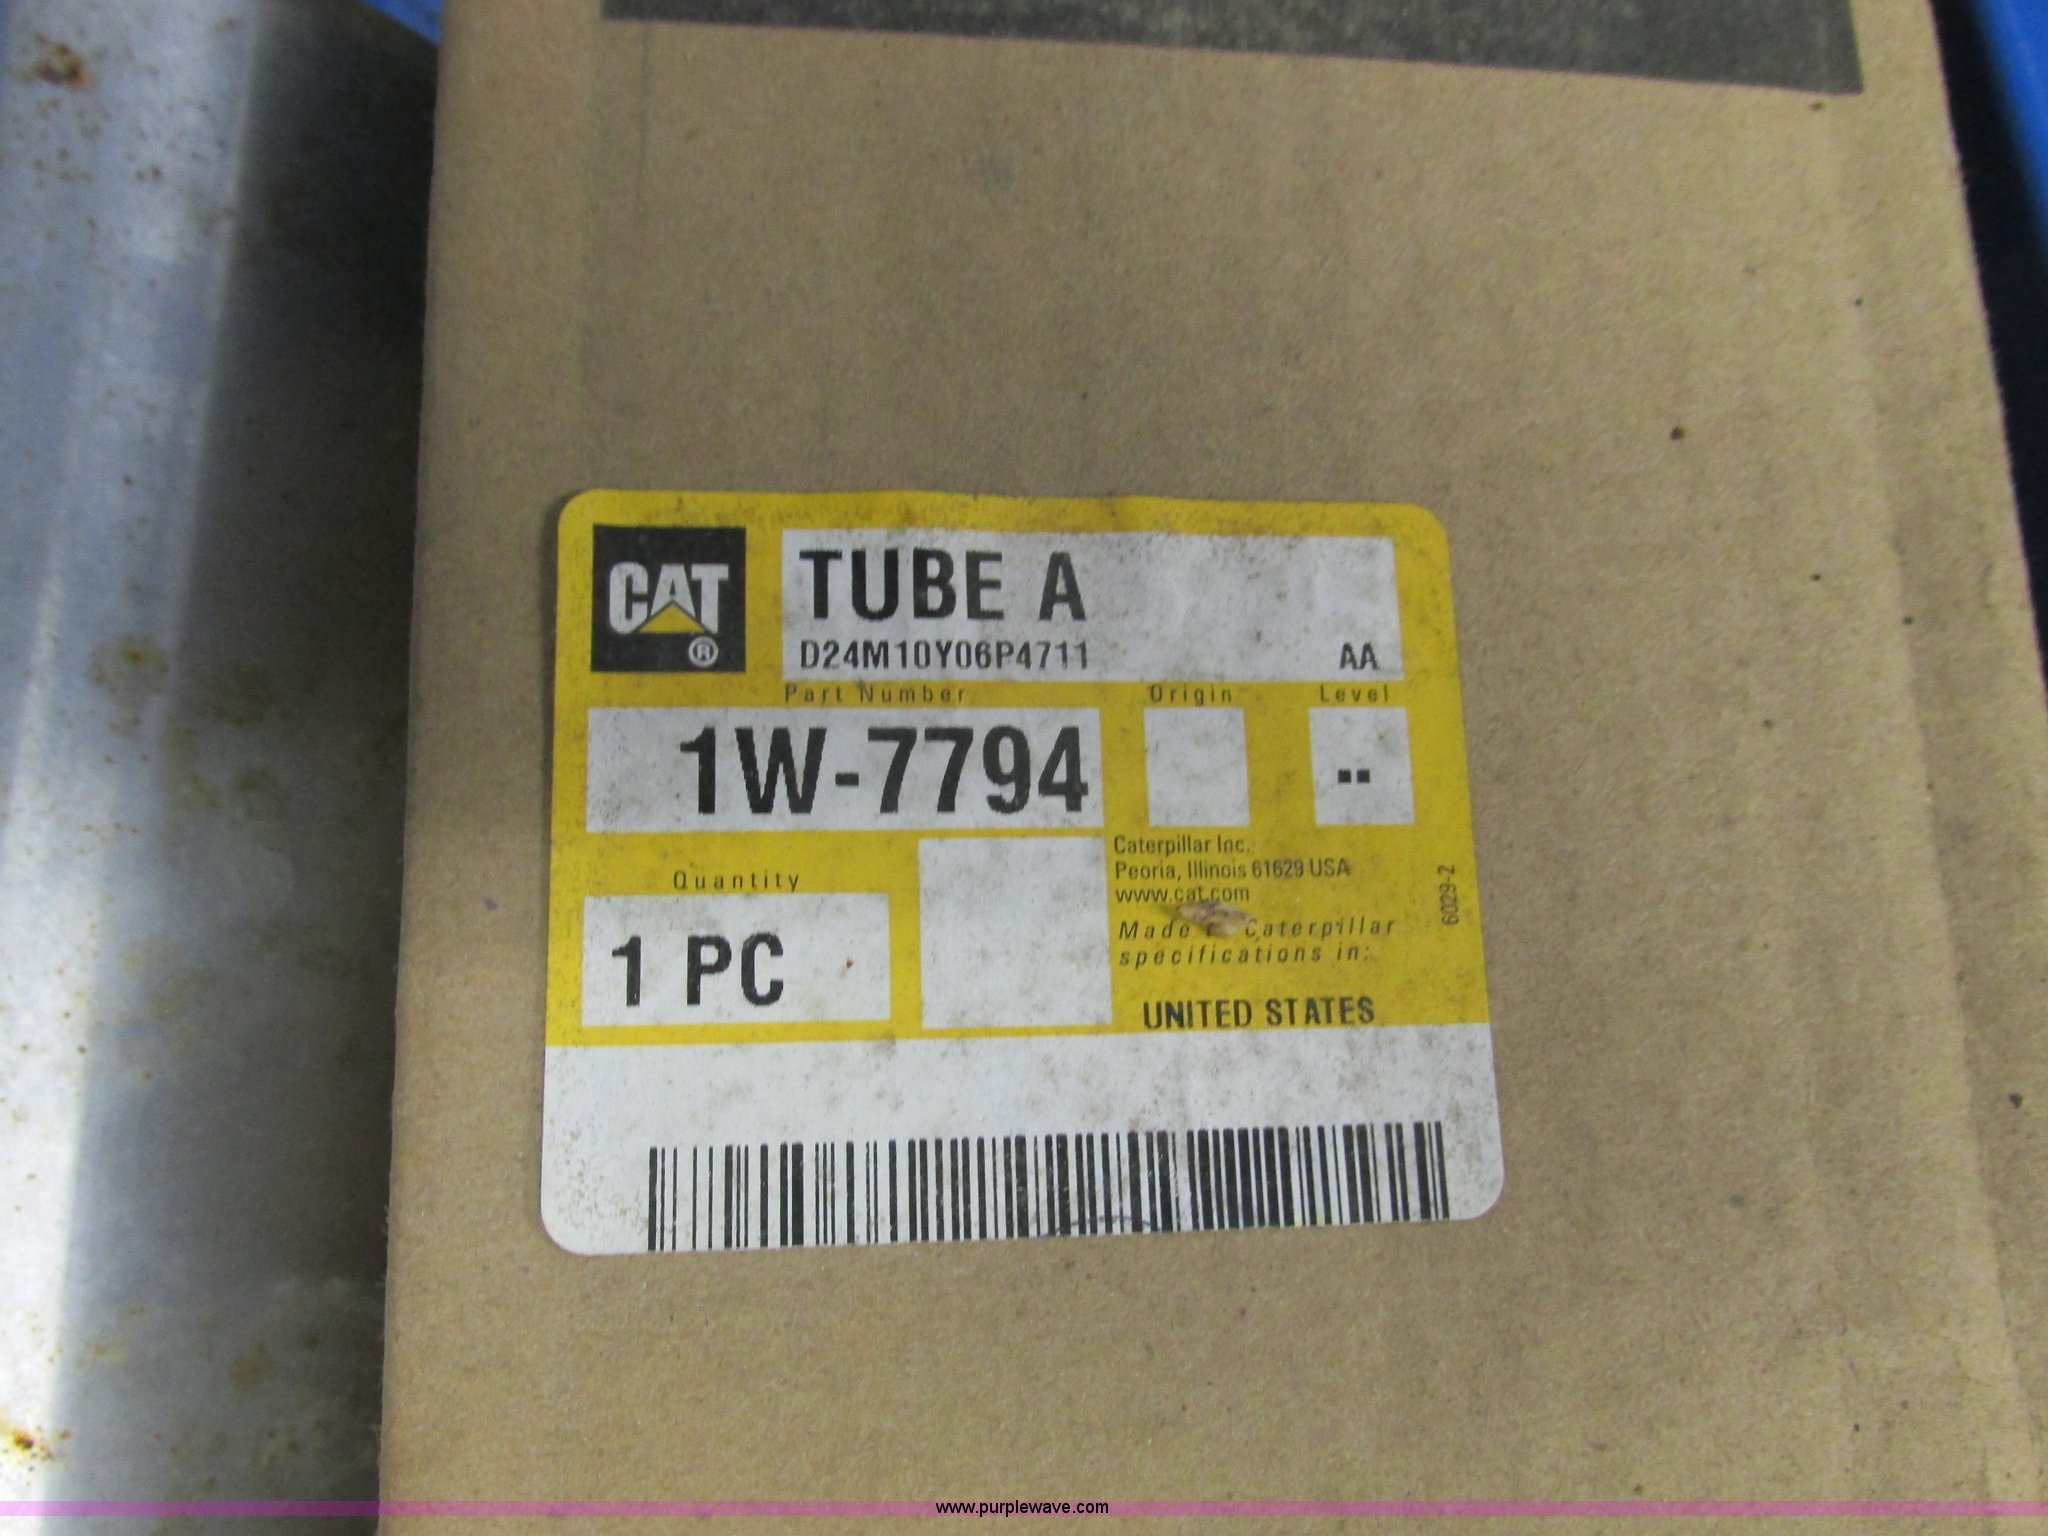 CAT
®
TUBE A
D24M10Y06P4711 AA
Part Number Origin Level
1W-7794 --
Quantity
1 PC
Caterpillar Inc.
Peoria, Illinois 61629 USA
www.cat.com
Made Caterpillar
specifications in:
UNITED STATES
6029-2
www.purplewave.com